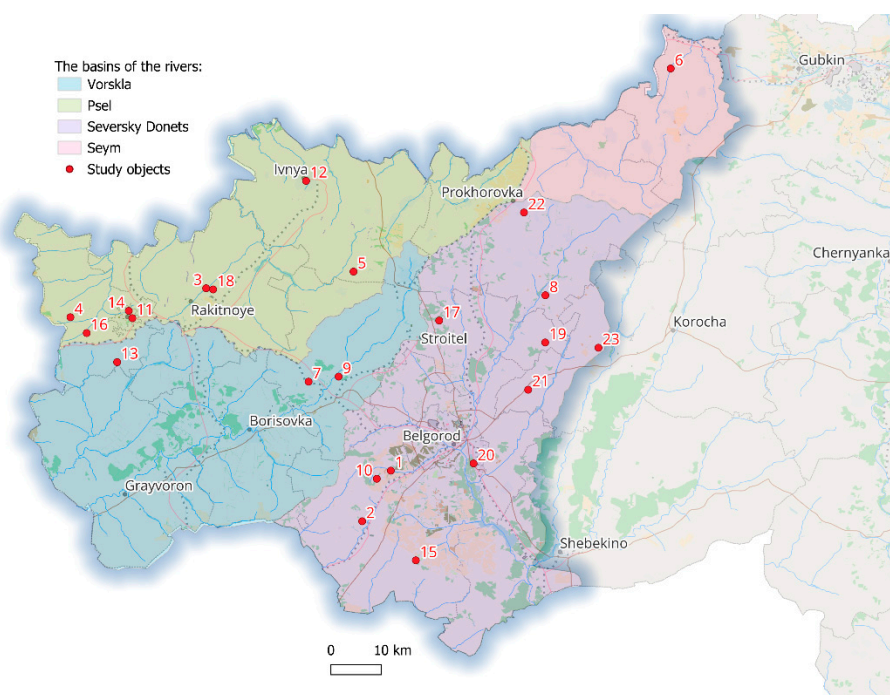 The basins of the rivers:
Vorskla
Psel
Seversky Donets
Seym
Study objects
6
Gubkin
Ivnya
12
Prokhorovka
22
Chernyanka
5
3
18
8
14
11
Rakitnoye
4
17
Korocha
16
Stroitel
19
23
13
9
7
21
Borisovka
Belgorod
1
20
10
Grayvoron
2
Shebekino
15
0
10 km